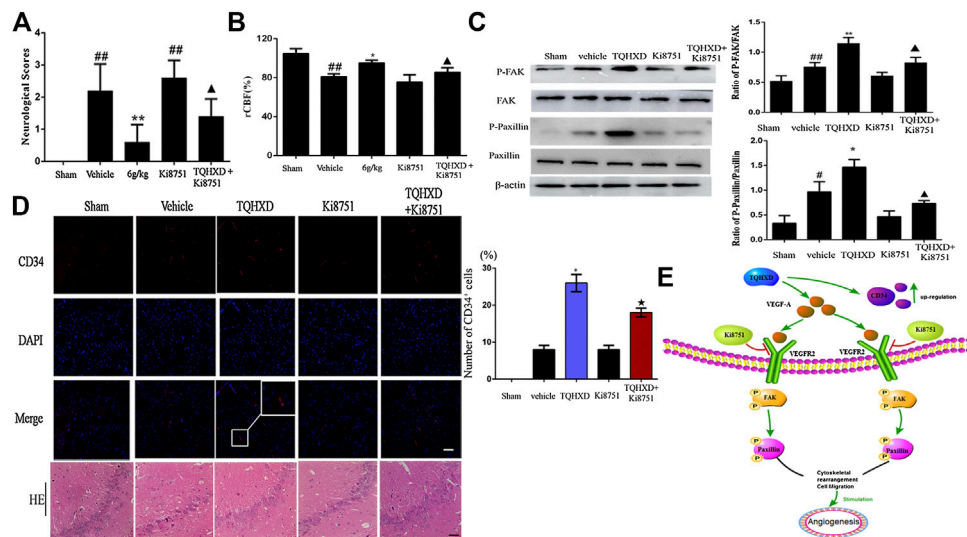 A
Neurological Scores
4
3
2
1
0
##
**
##
▲
Sham
Vehicle
6g/kg
Ki8751
TQHXD +
Ki8751
B
rCBF(%)
120
80
40
0
##
*
▲
Sham
Vehicle
6g/kg
Ki8751
TQHXD +
Ki8751
C
Sham
vehicle
TQHXD
Ki8751
TQHXD+
Ki8751
P-FAK
FAK
P-Paxillin
Paxillin
β-actin
Ratio of P-FAK/FAK
1.5
1.0
0.5
0.0
##
**
▲
Sham
vehicle
TQHXD
Ki8751
TQHXD+
Ki8751
Ratio of P-Paxillin/Paxillin
2.0
1.5
1.0
0.5
0.0
#
*
▲
Sham
vehicle
TQHXD
Ki8751
TQHXD+
Ki8751
D
Sham
Vehicle
TQHXD
Ki8751
TQHXD
+Ki8751
CD34
DAPI
Merge
HE
(%)
Number of CD34⁺ cells
30
20
10
0
*
★
Sham
vehicle
TQHXD
Ki8751
TQHXD+
Ki8751
E
TQHXD
CD34
up-regulation
VEGF-A
Ki8751
Ki8751
VEGFR2
VEGFR2
P
P
FAK
P
P
FAK
P
P
Paxillin
P
P
Paxillin
Cytoskeletal
rearrangement
Cell Migration
Stimulation
Angiogenesis